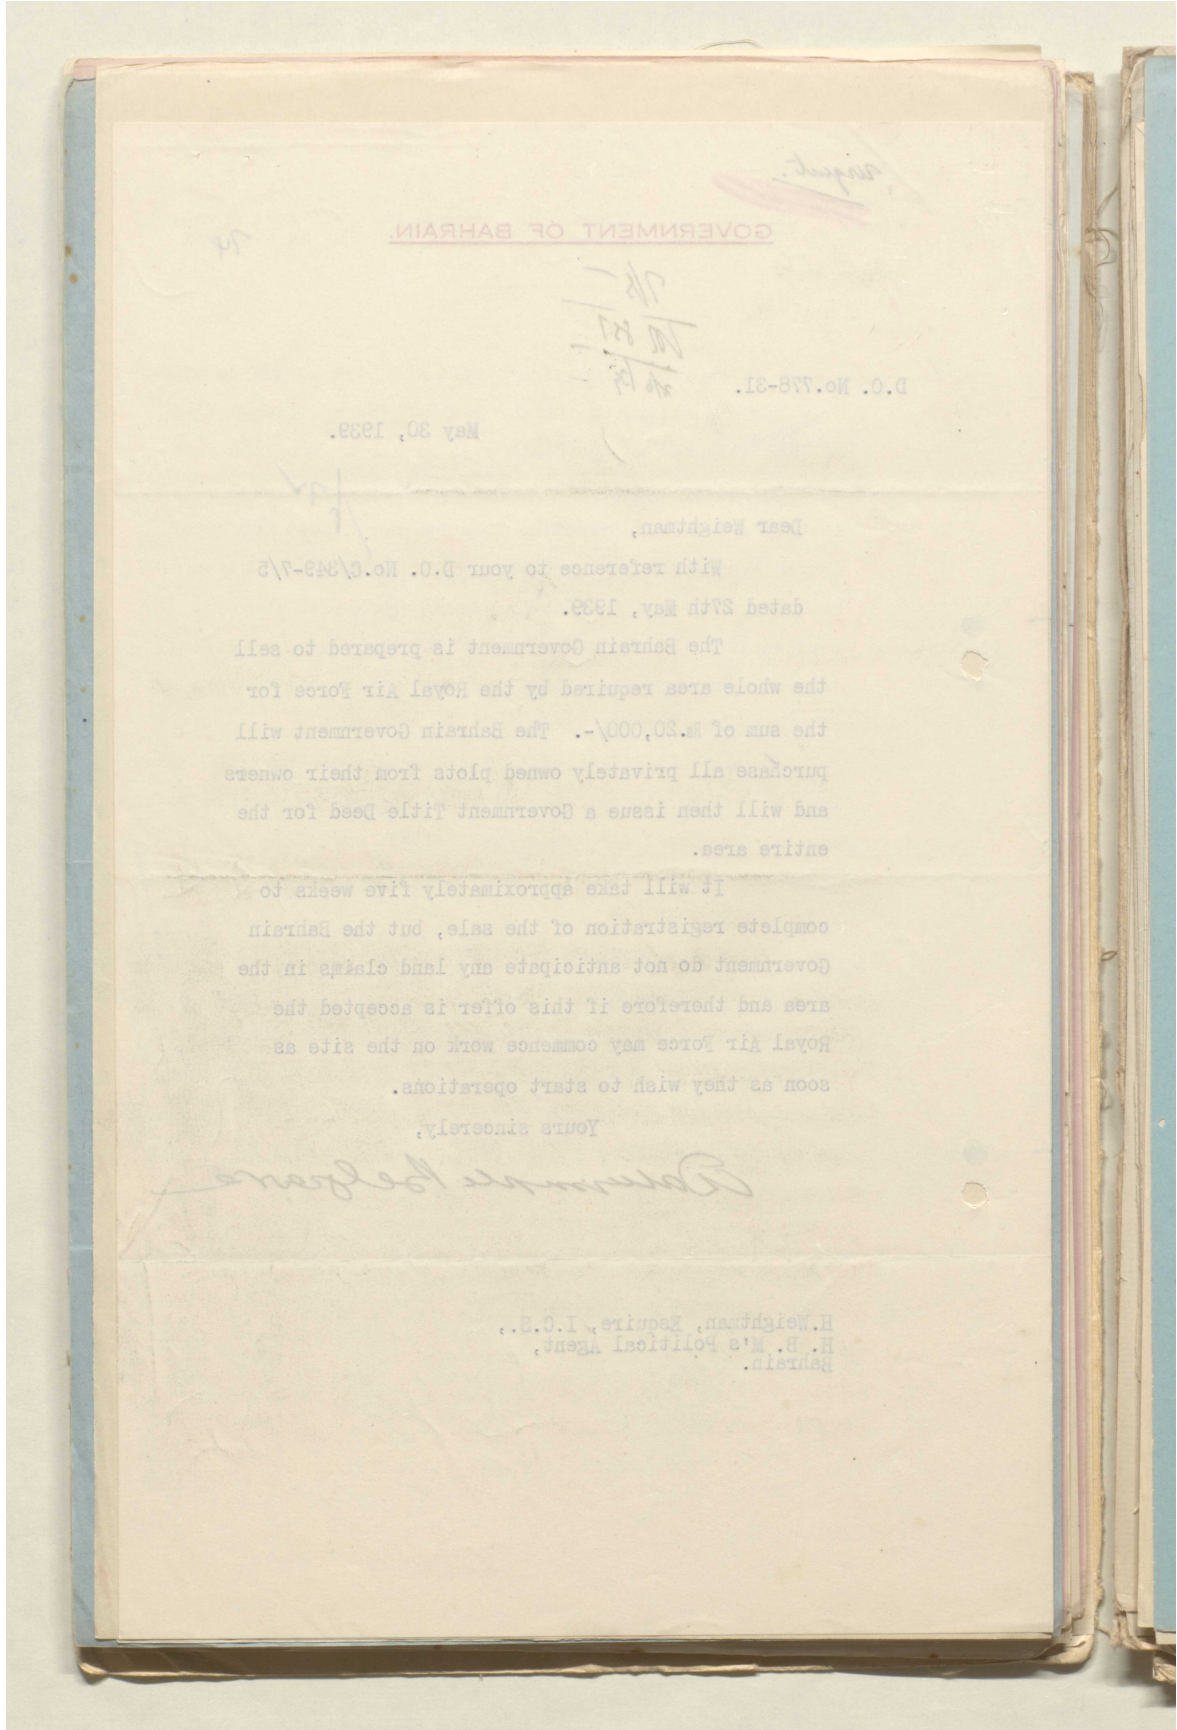 Urgent.
GOVERNMENT OF BAHRAIN.
D.O. No.778-31.
May 30, 1939.
Dear Weightman,
With reference to your D.O. No.C/349-7/5
dated 27th May, 1939.
The Bahrain Government is prepared to sell
the whole area required by the Royal Air Force for
the sum of Rs.20,000/-. The Bahrain Government will
purchase all privately owned plots from their owners
and will then issue a Government Title Deed for the
entire area.
It will take approximately five weeks to
complete registration of the sale, but the Bahrain
Government do not anticipate any land claims in the
area and therefore if this offer is accepted the
Royal Air Force may commence work on the site as
soon as they wish to start operations.
Yours sincerely,
CDalrymple Belgrave
H.Weightman, Esquire, I.C.S.,
H. B. M's Political Agent,
Bahrain.